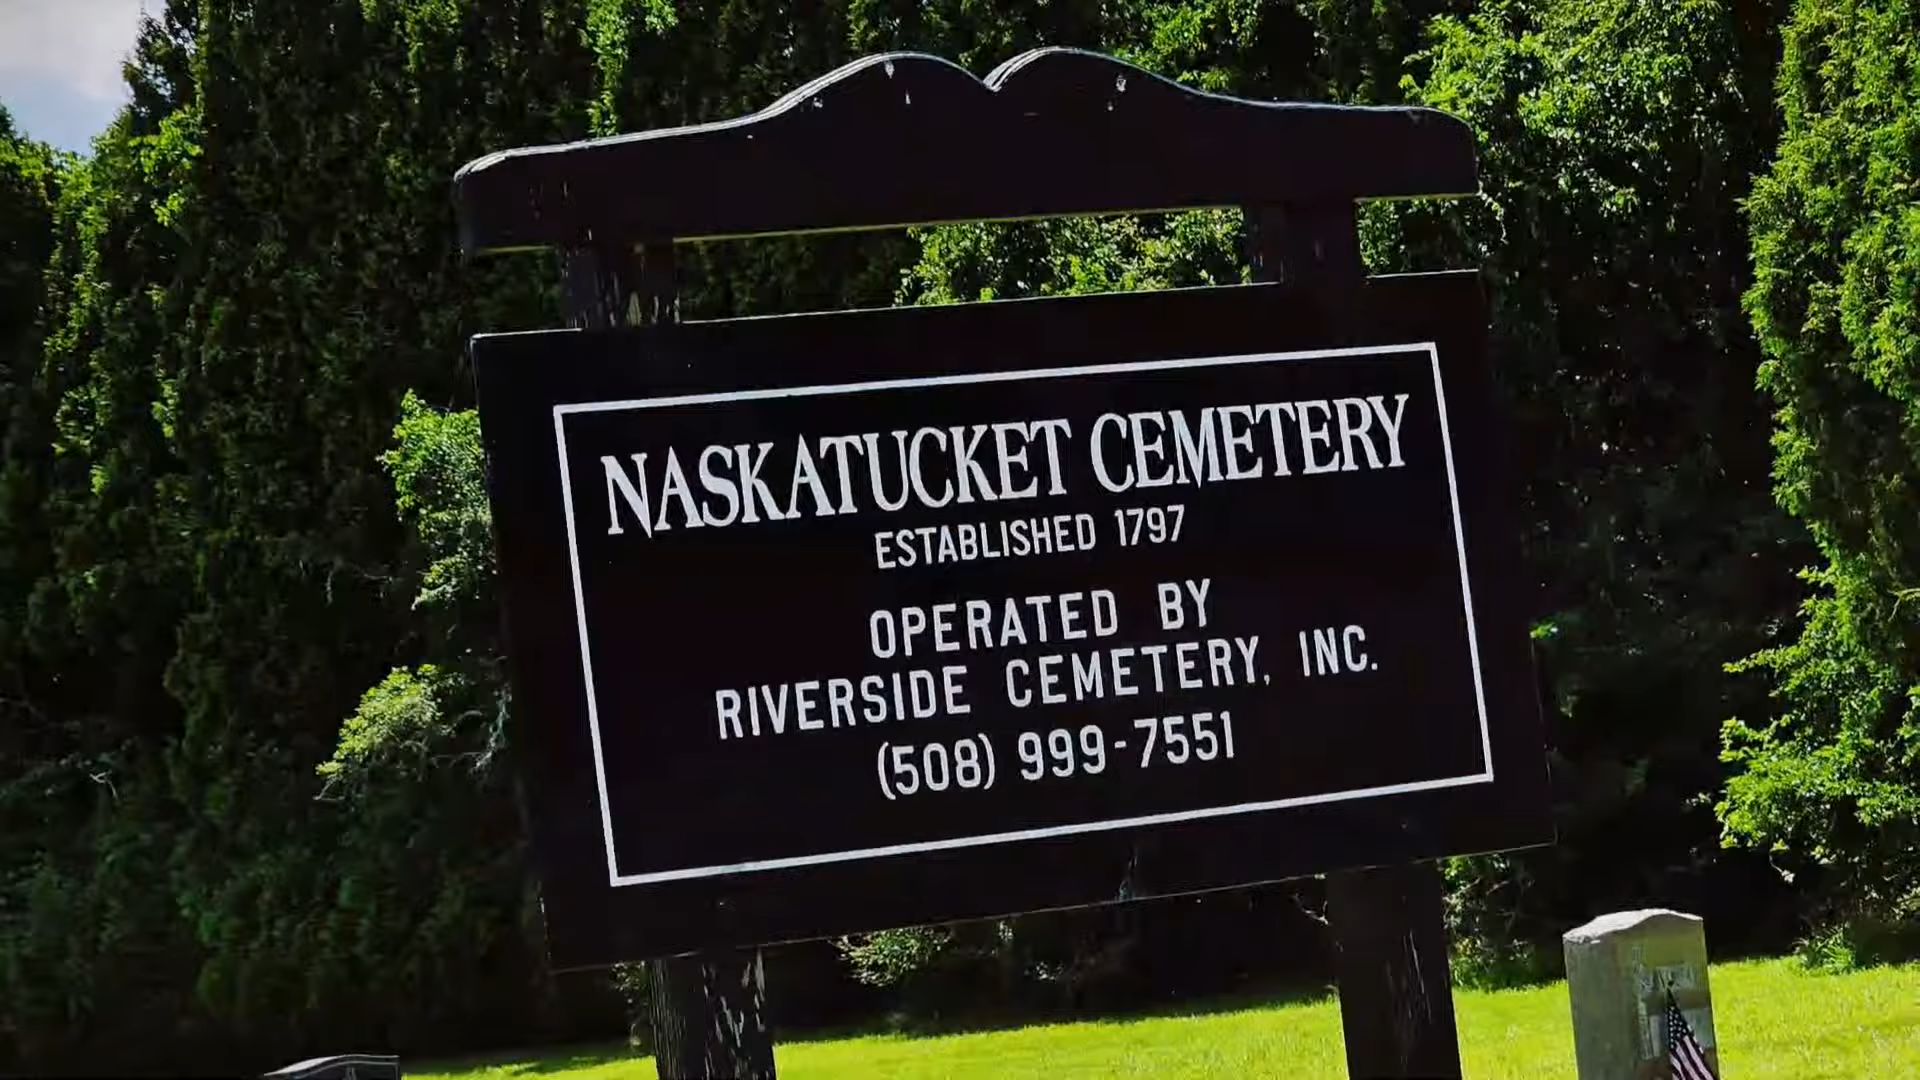 NASKATUCKET CEMETERY
ESTABLISHED 1797
OPERATED BY
RIVERSIDE CEMETERY, INC.
(508) 999-7551